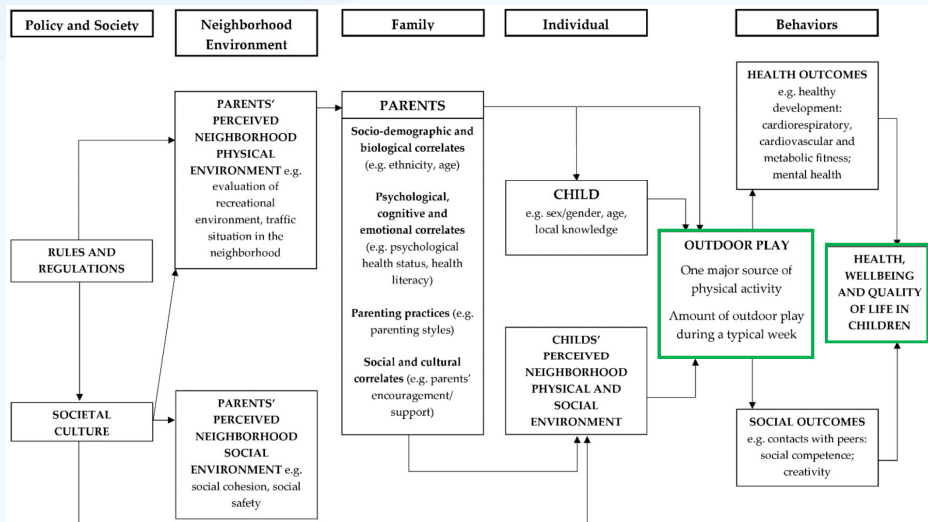 Policy and Society
Neighborhood
Environment
Family
Individual
Behaviors
RULES AND
REGULATIONS
SOCIETAL
CULTURE
PARENTS'
PERCEIVED
NEIGHBORHOOD
PHYSICAL
ENVIRONMENT e.g.
evaluation of
recreational
environment, traffic
situation in the
neighborhood
PARENTS'
PERCEIVED
NEIGHBORHOOD
SOCIAL
ENVIRONMENT e.g.
social cohesion, social
safety
PARENTS
Socio-demographic and
biological correlates
(e.g. ethnicity, age)
Psychological,
cognitive and
emotional correlates
(e.g. psychological
health status, health
literacy)
Parenting practices (e.g.
parenting styles)
Social and cultural
correlates (e.g. parents'
encouragement/
support)
CHILD
e.g. sex/gender, age,
local knowledge
CHILDS'
PERCEIVED
NEIGHBORHOOD
PHYSICAL AND
SOCIAL
ENVIRONMENT
OUTDOOR PLAY
One major source of
physical activity
Amount of outdoor play
during a typical week
HEALTH OUTCOMES
e.g. healthy
development:
cardiorespiratory,
cardiovascular and
metabolic fitness;
mental health
SOCIAL OUTCOMES
e.g. contacts with peers:
social competence;
creativity
HEALTH,
WELLBEING
AND QUALITY
OF LIFE IN
CHILDREN